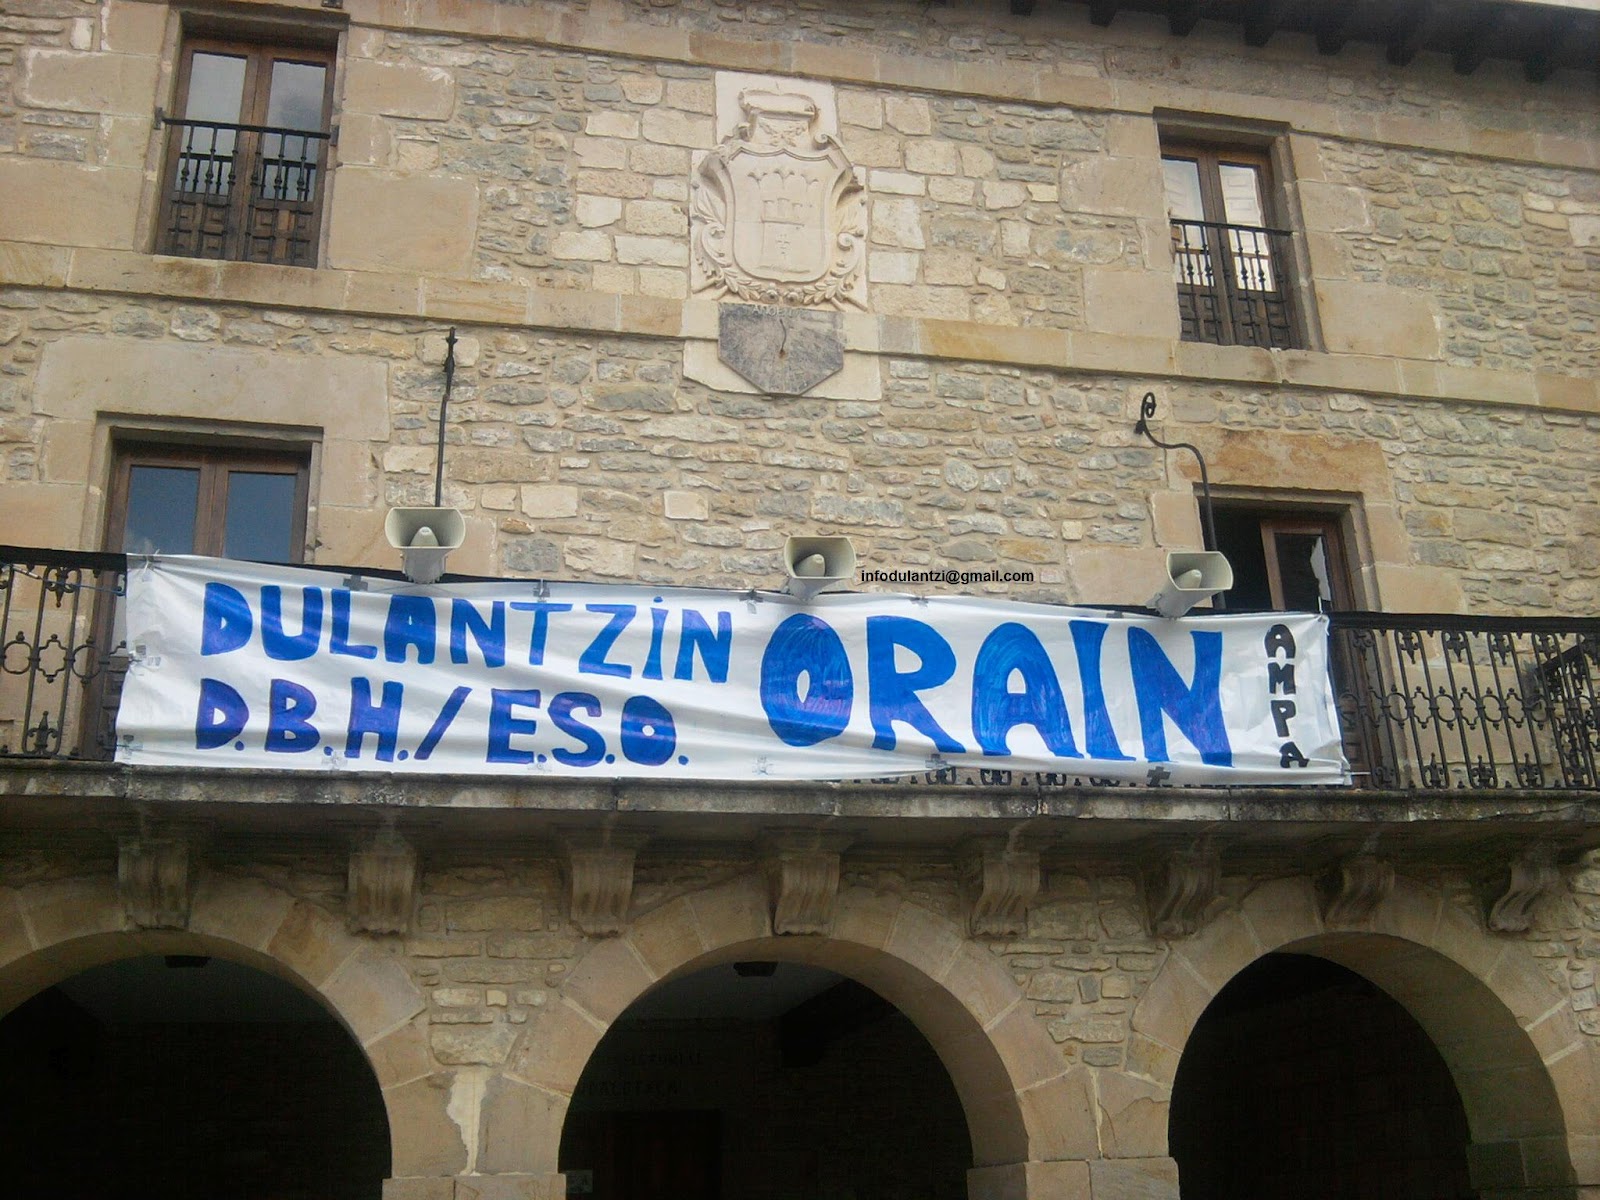 infodulantzi@gmail.com
DULANTZIN
D.B.H./E.S.O.
ORAIN
AMPA